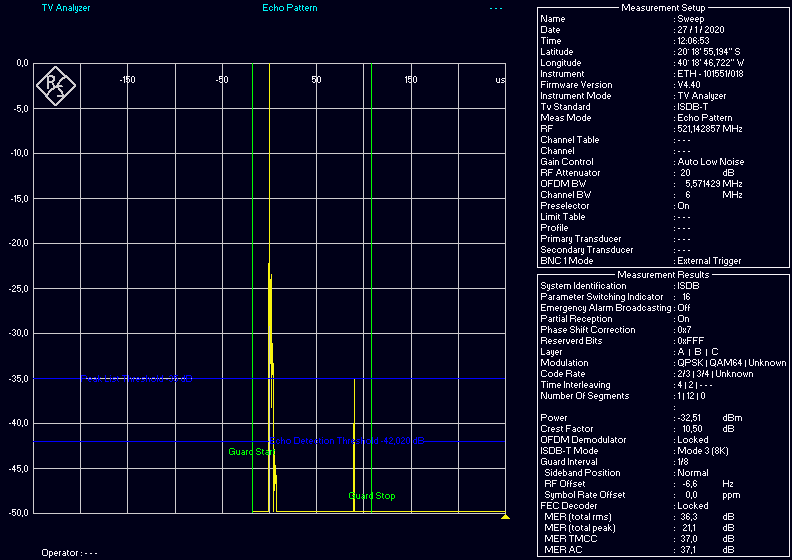 TV Analyzer Echo Pattern ---
0,0
-150 -50 50 150 us
R S
-5,0
-10,0
-15,0
-20,0
-25,0
-30,0
-35,0
-40,0
Echo Detection Threshold -42,020 dB
Guard Start
-45,0
Guard Stop
-50,0
Operator : ---
Measurement Setup
Name : Sweep
Date : 27 / 1 / 2020
Time : 12:06:53
Latitude : 20° 18' 55,194" S
Longitude : 40° 18' 46,722" W
Instrument : ETH - 101551/018
Firmware Version : V4.40
Instrument Mode : TV Analyzer
Tv Standard : ISDB-T
Meas Mode : Echo Pattern
RF : 521,142857 MHz
Channel Table : ---
Channel : ---
Gain Control : Auto Low Noise
RF Attenuator : 20 dB
OFDM BW : 5,571429 MHz
Channel BW : 6 MHz
Preselector : On
Limit Table : ---
Profile : ---
Primary Transducer : ---
Secondary Transducer : ---
BNC 1 Mode : External Trigger
Measurement Results
System Identification : ISDB
Parameter Switching Indicator : 16
Emergency Alarm Broadcasting : Off
Partial Reception : On
Phase Shift Correction : 0x7
Reserverd Bits : 0xFFF
Layer : A | B | C
Modulation : QPSK | QAM64 | Unknown
Code Rate : 2/3 | 3/4 | Unknown
Time Interleaving : 4 | 2 | ---
Number Of Segments : 1 | 12 | 0
:
Power : -32,51 dBm
Crest Factor : 10,50 dB
OFDM Demodulator : Locked
ISDB-T Mode : Mode 3 (8K)
Guard Interval : 1/8
Sideband Position : Normal
RF Offset : -6,6 Hz
Symbol Rate Offset : 0,0 ppm
FEC Decoder : Locked
MER (total rms) : 36,3 dB
MER (total peak) : 21,1 dB
MER TMCC : 37,0 dB
MER AC : 37,1 dB